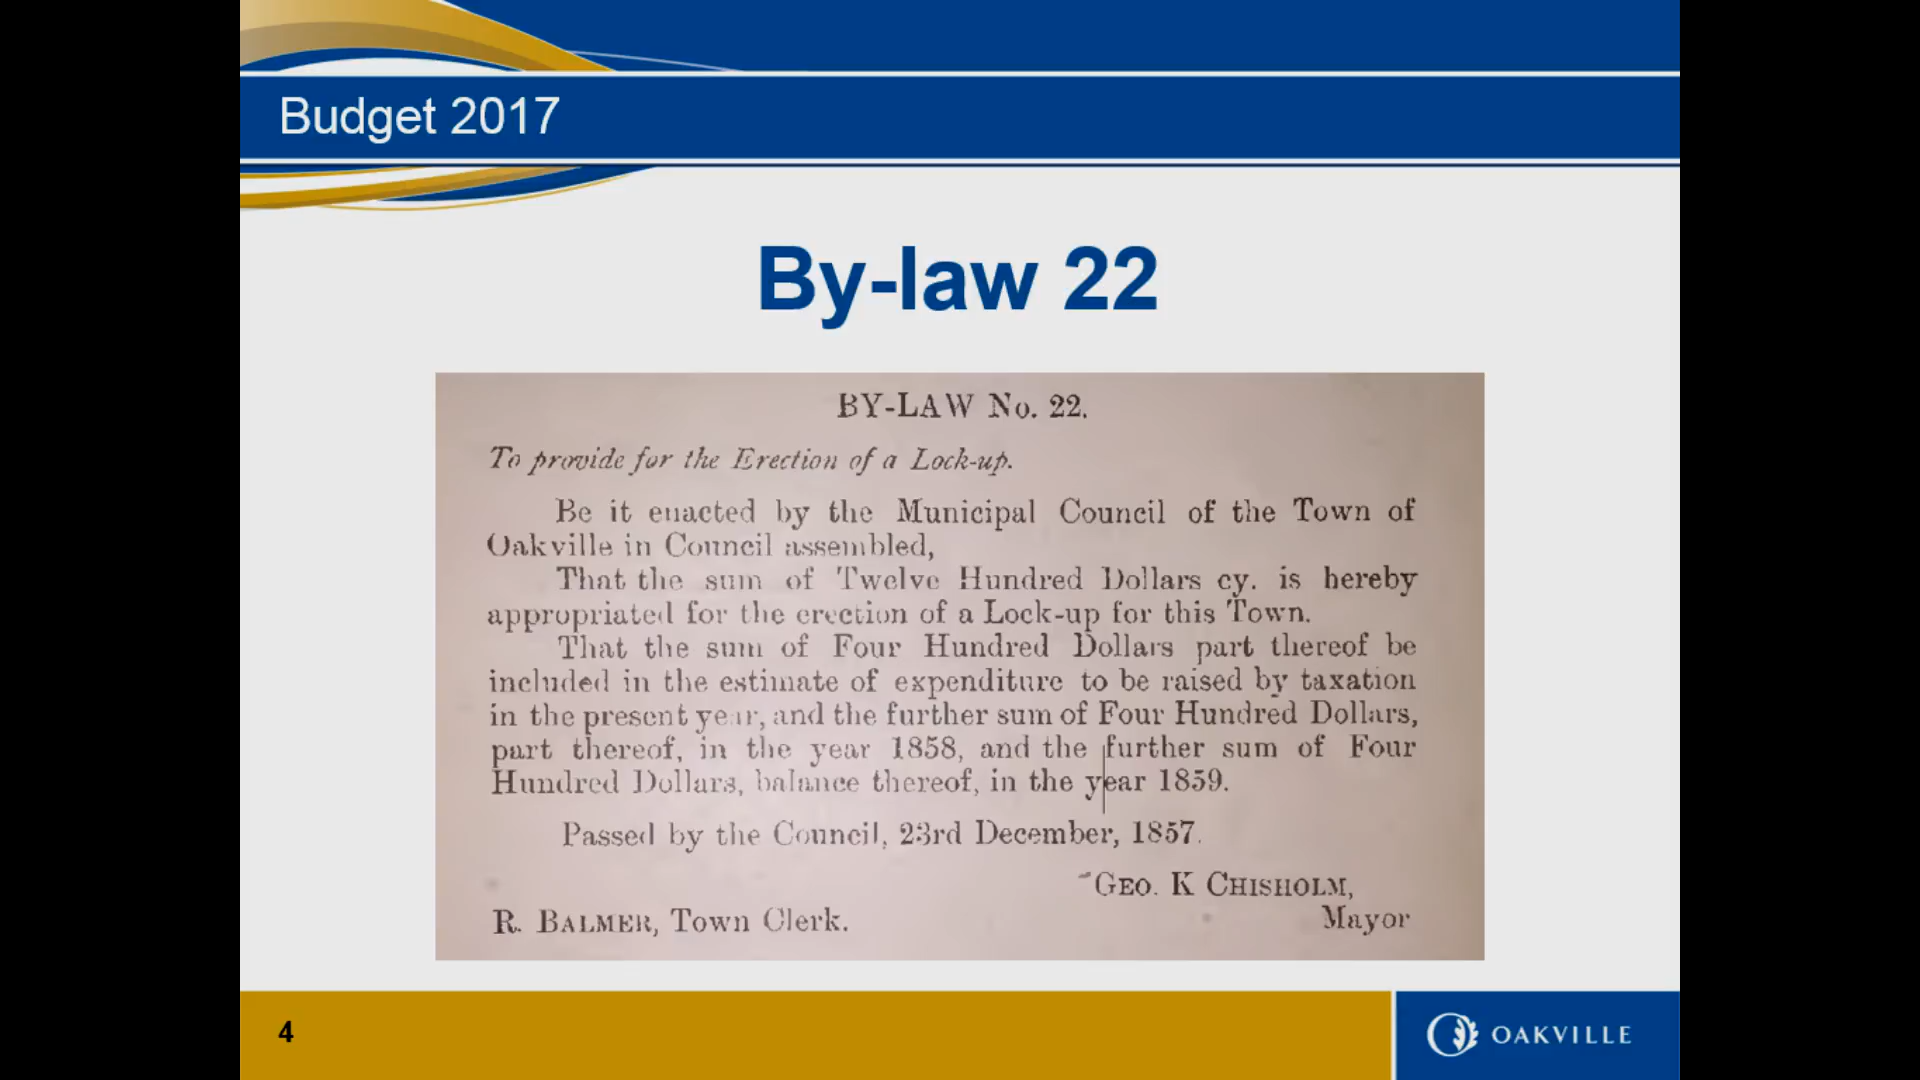 Budget 2017
By-law 22
BY-LAW No. 22.
To provide for the Erection of a Lock-up.
Be it enacted by the Municipal Council of the Town of
Oakville in Council assembled,
That the sum of Twelve Hundred Dollars cy. is hereby
appropriated for the erection of a Lock-up for this Town.
That the sum of Four Hundred Dollars part thereof be
included in the estimate of expenditure to be raised by taxation
in the present year, and the further sum of Four Hundred Dollars,
part thereof, in the year 1858, and the further sum of Four
Hundred Dollars, balance thereof, in the year 1859.
Passed by the Council, 23rd December, 1857.
GEO. K CHISHOLM,
Mayor
R. BALMER, Town Clerk.
4
OAKVILLE